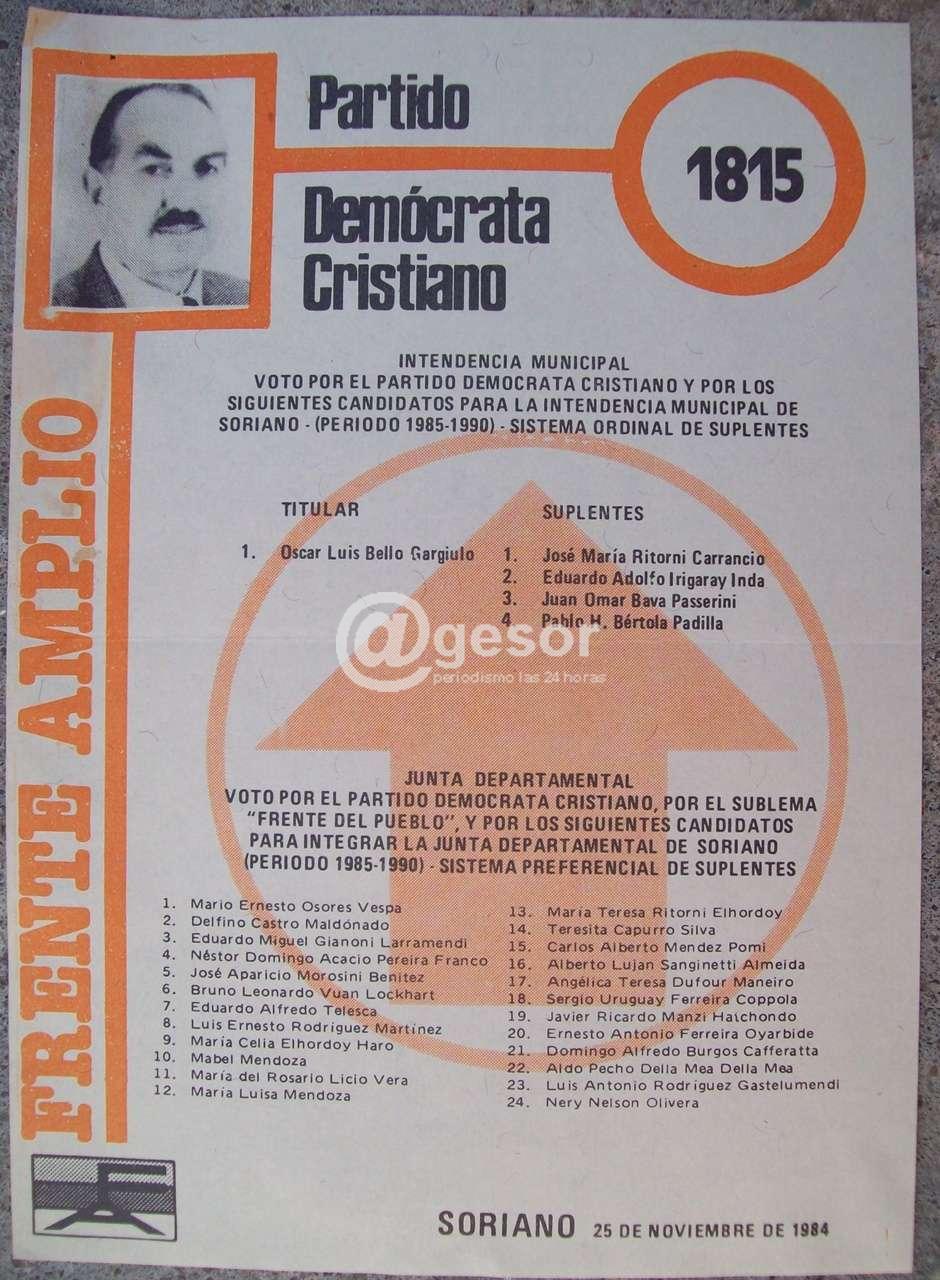 Partido
Demócrata
Cristiano
1815
FRENTE AMPLIO
INTENDENCIA MUNICIPAL
VOTO POR EL PARTIDO DEMOCRATA CRISTIANO Y POR LOS
SIGUIENTES CANDIDATOS PARA LA INTENDENCIA MUNICIPAL DE
SORIANO - (PERIODO 1985-1990) - SISTEMA ORDINAL DE SUPLENTES
TITULAR
1. Oscar Luis Bello Gargiulo
SUPLENTES
1. José María Ritorni Carrancio
2. Eduardo Adolfo Irigaray Inda
3. Juan Omar Bava Passerini
4. Pablo H. Bértola Padilla
@gesor
periodismo las 24 horas
JUNTA DEPARTAMENTAL
VOTO POR EL PARTIDO DEMOCRATA CRISTIANO, POR EL SUBLEMA
"FRENTE DEL PUEBLO", Y POR LOS SIGUIENTES CANDIDATOS
PARA INTEGRAR LA JUNTA DEPARTAMENTAL DE SORIANO
(PERIODO 1985-1990) - SISTEMA PREFERENCIAL DE SUPLENTES
1. Mario Ernesto Osores Vespa
2. Delfino Castro Maldónado
3. Eduardo Miguel Gianoni Larramendi
4. Néstor Domingo Acacio Pereira Franco
5. José Aparicio Morosini Benitez
6. Bruno Leonardo Vuan Lockhart
7. Eduardo Alfredo Telesca
8. Luis Ernesto Rodríguez Martínez
9. María Celia Elhordoy Haro
10. Mabel Mendoza
11. María del Rosario Licio Vera
12. María Luisa Mendoza
13. María Teresa Ritorni Elhordoy
14. Teresita Capurro Silva
15. Carlos Alberto Mendez Pomi
16. Alberto Lujan Sanginetti Almeida
17. Angélica Teresa Dufour Maneiro
18. Sergio Uruguay Ferreira Coppola
19. Javier Ricardo Manzi Haichondo
20. Ernesto Antonio Ferreira Oyarbide
21. Domingo Alfredo Burgos Cafferatta
22. Aldo Pecho Della Mea Della Mea
23. Luis Antonio Rodríguez Gastelumendi
24. Nery Nelson Olivera
FA
SORIANO 25 DE NOVIEMBRE DE 1984